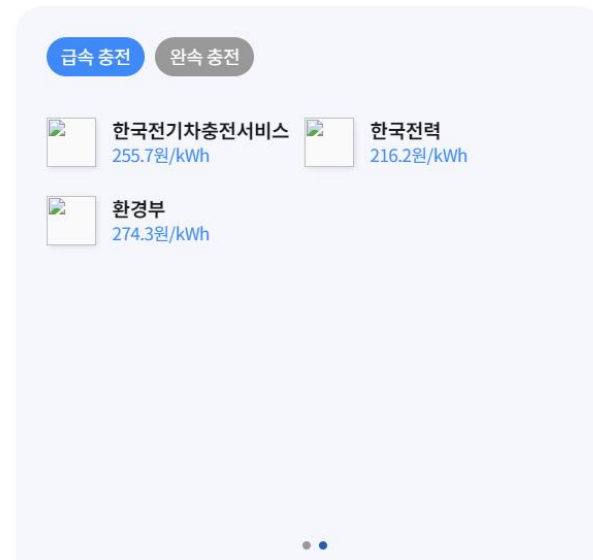 급속 충전 완속 충전
한국전기차충전서비스 한국전력
255.7원/kWh 216.2원/kWh
환경부
274.3원/kWh